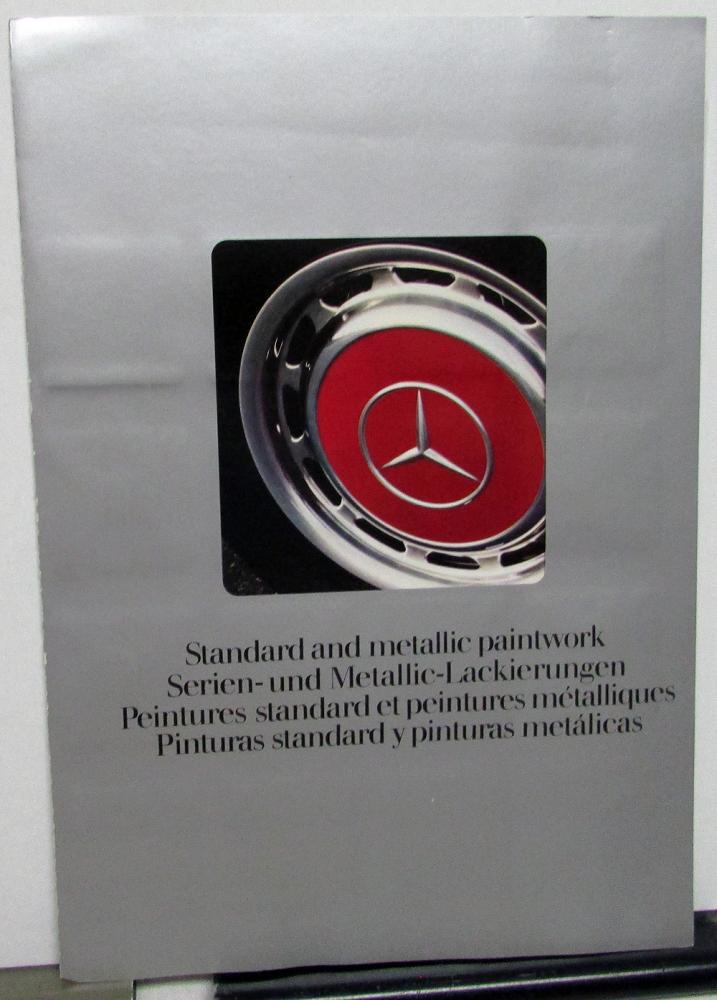 Standard and metallic paintwork
Serien- und Metallic-Lackierungen
Peintures standard et peintures métalliques
Pinturas standard y pinturas metálicas